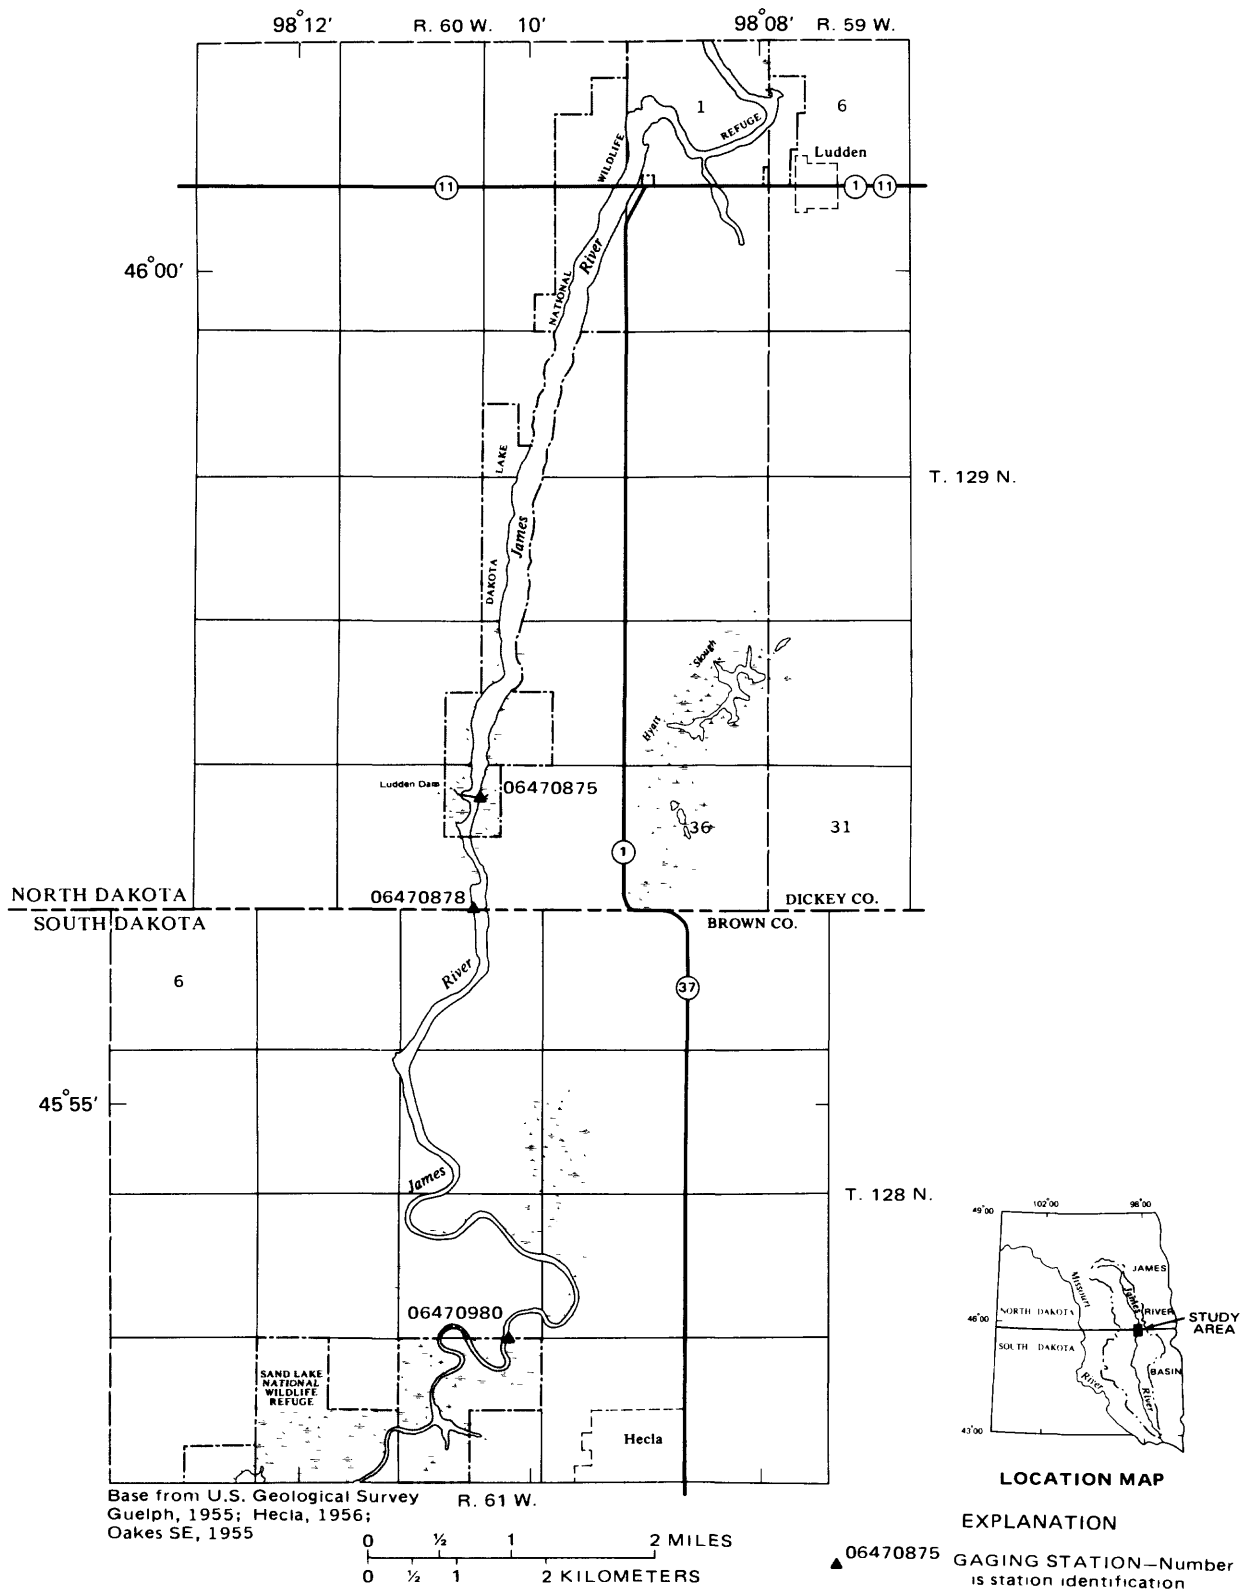 98°12'
R. 60 W.
10'
98°08'
R. 59 W.
1
6
REFUGE
WILDLIFE
Ludden
11
1
11
River
46°00'
NATIONAL
LAKE
T. 129 N.
James
DAKOTA
Slough
Hyatt
Ludden Dam
06470875
36
31
1
06470878
NORTH DAKOTA
SOUTH DAKOTA
DICKEY CO.
BROWN CO.
6
River
37
45°55'
James
T. 128 N.
06470980
SAND LAKE
NATIONAL
WILDLIFE
REFUGE
Hecla
Base from U.S. Geological Survey
Guelph, 1955; Hecla, 1956;
Oakes SE, 1955
R. 61 W.
0 ½ 1 2 MILES
0 ½ 1 2 KILOMETERS
102°00
98°00
49°00
JAMES
Missouri
James
RIVER
NORTH DAKOTA
46°00
SOUTH DAKOTA
STUDY
AREA
BASIN
River
River
43°00
LOCATION MAP
EXPLANATION
06470875 GAGING STATION—Number
is station identification